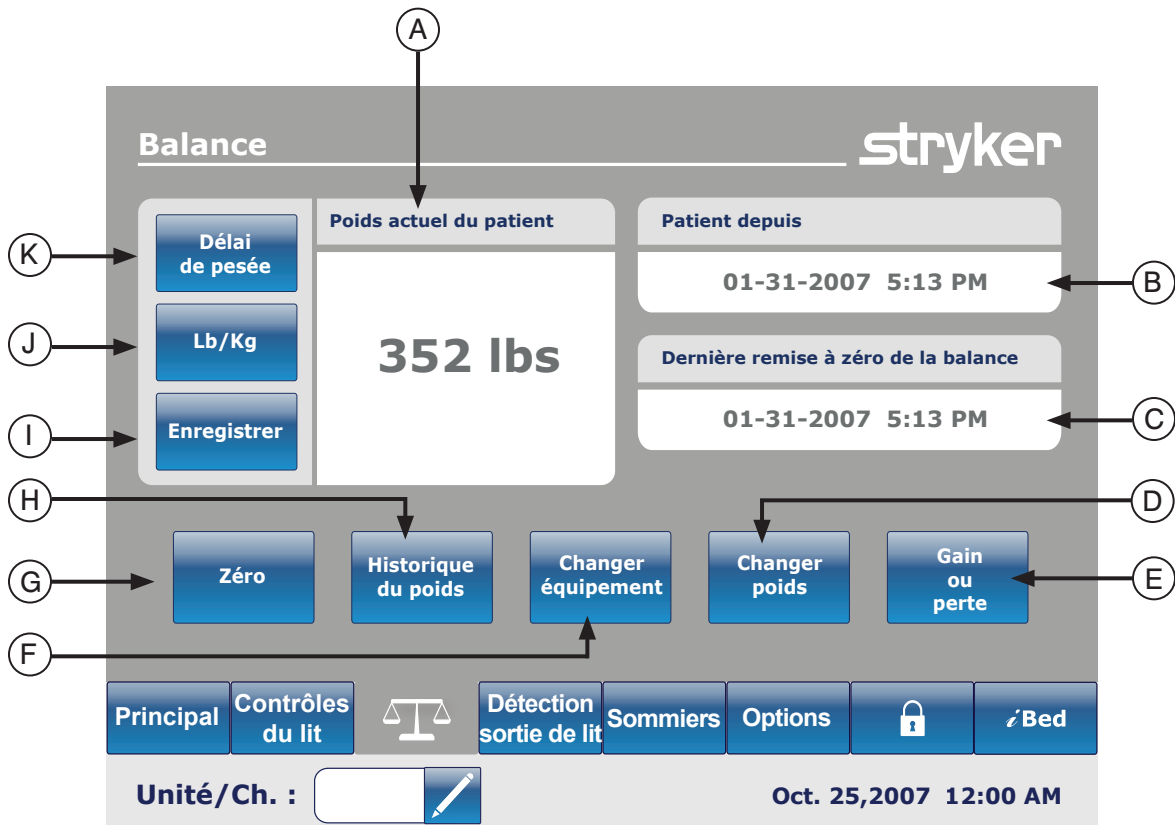 A
Balance
stryker
K
Délai
de pesée
Poids actuel du patient
Patient depuis
01-31-2007 5:13 PM
B
J
Lb/Kg
352 lbs
Dernière remise à zéro de la balance
I
Enregistrer
01-31-2007 5:13 PM
C
H
D
G
Zéro
Historique
du poids
Changer
équipement
Changer
poids
Gain
ou
perte
E
F
Principal
Contrôles
du lit
Détection
sortie de lit
Sommiers
Options
iBed
Unité/Ch. :
Oct. 25,2007 12:00 AM